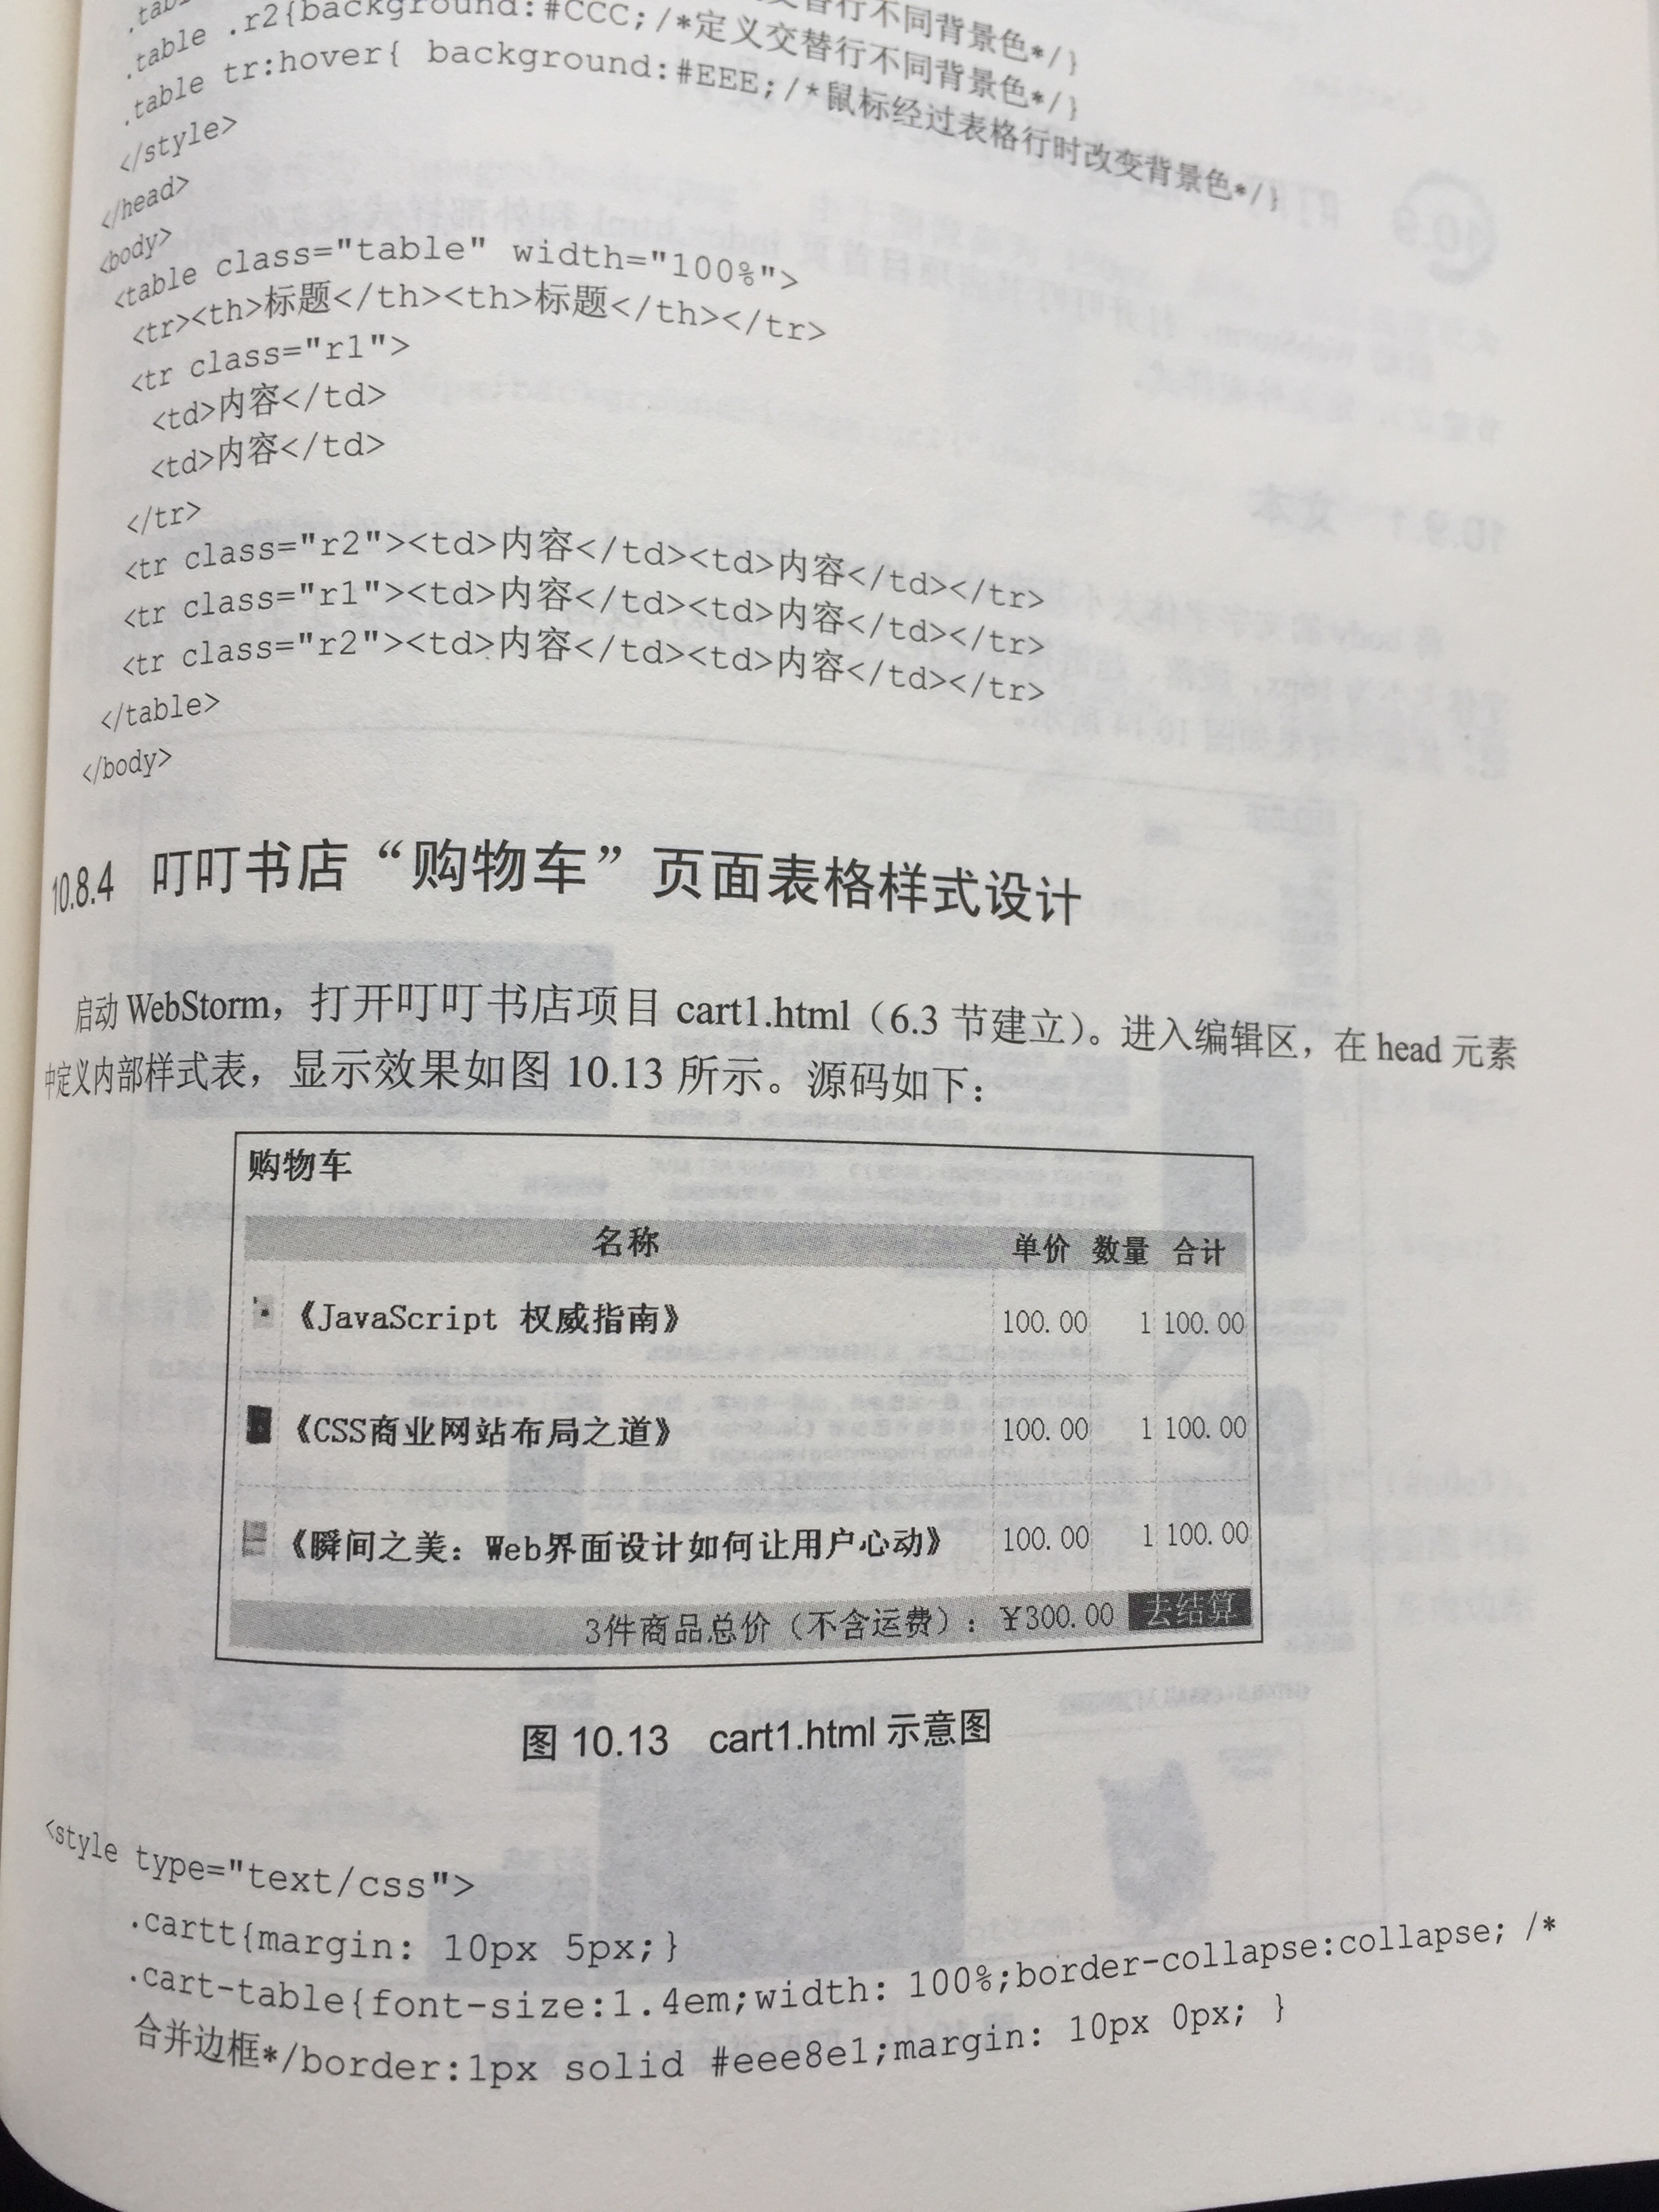 .table
.table .r2{background:#CCC;/*定义交替行不同背景色*/}
.table tr:hover{ background:#EEE;/*鼠标经过表格行时改变背景色*/}
</style>
</head>
<body>
<table class="table" width="100%">
<tr><th>标题</th><th>标题</th></tr>
<tr class="r1">
<td>内容</td>
<td>内容</td>
</tr>
<tr class="r2"><td>内容</td><td>内容</td></tr>
<tr class="r1"><td>内容</td><td>内容</td></tr>
<tr class="r2"><td>内容</td><td>内容</td></tr>
</table>
</body>
10.8.4 叮叮书店“购物车”页面表格样式设计
启动 WebStorm，打开叮叮书店项目 cart1.html（6.3 节建立）。进入编辑区，在 head 元素
中定义内部样式表，显示效果如图 10.13 所示。源码如下：
购物车
名称 单价 数量 合计
《JavaScript 权威指南》 100.00 1 100.00
《CSS商业网站布局之道》 100.00 1 100.00
《瞬间之美：Web界面设计如何让用户心动》 100.00 1 100.00
3件商品总价（不含运费）：¥300.00 去结算
图 10.13 cart1.html 示意图
<style type="text/css">
.cartt{margin: 10px 5px;}
.cart-table{font-size:1.4em;width: 100%;border-collapse:collapse; /*
合并边框*/border:1px solid #eee8e1;margin: 10px 0px; }